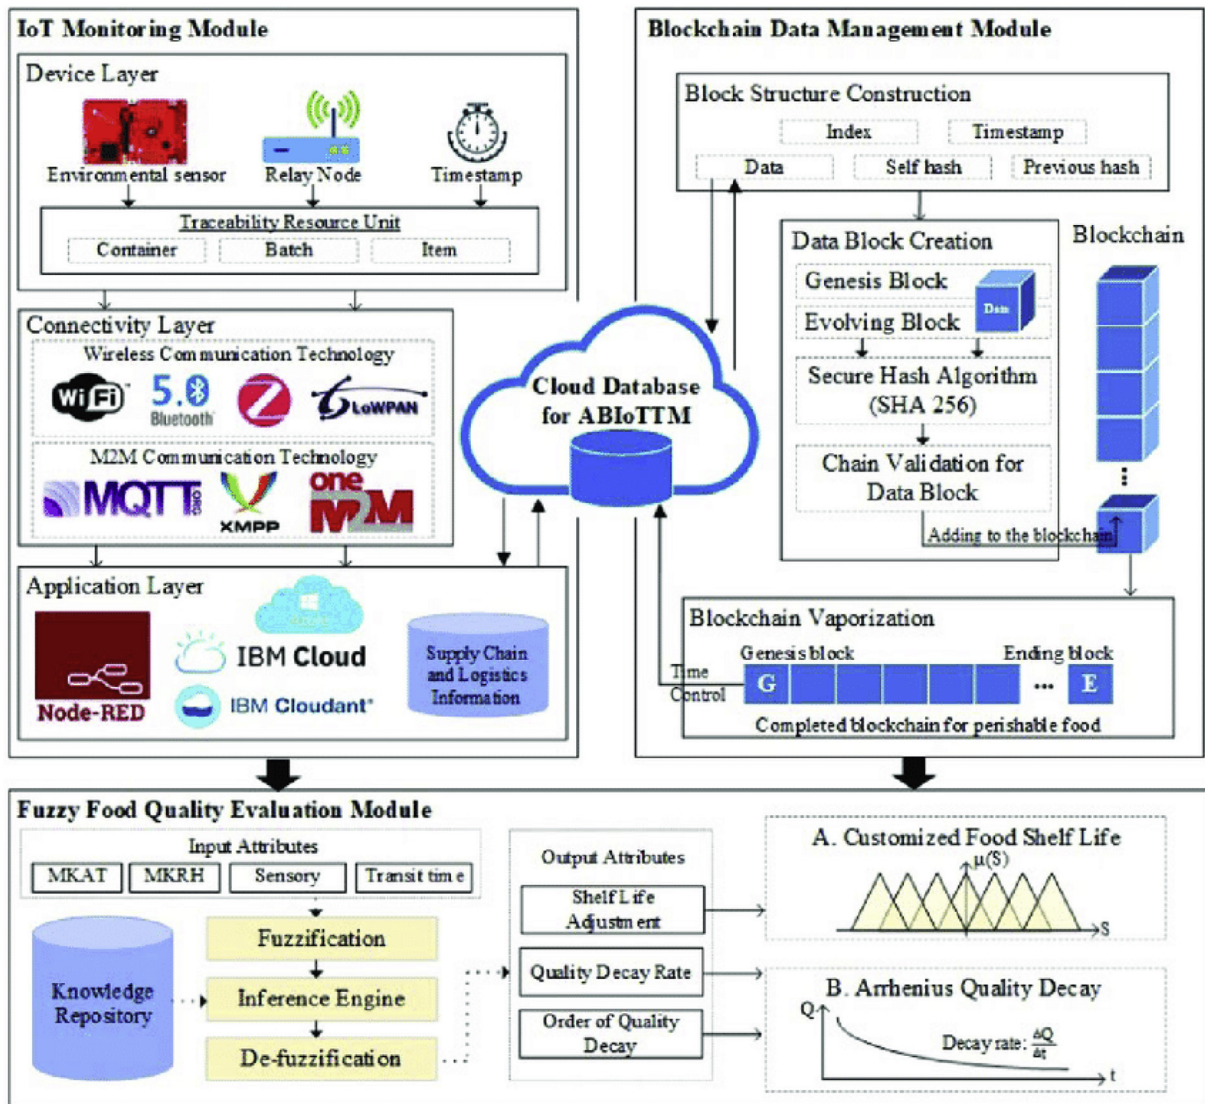 IoT Monitoring Module
Device Layer
Environmental sensor
Relay Node
Timestamp
Traceability Resource Unit
Container
Batch
Item
Connectivity Layer
Wireless Communication Technology
WiFi
5.0
Bluetooth
6LoWPAN
M2M Communication Technology
MQTT.ORG
XMPP
one
M2M
Application Layer
Node-RED
IBM Cloud
IBM Cloudant
Supply Chain
and Logistics
Information
Cloud Database
for ABIoTTM
Blockchain Data Management Module
Block Structure Construction
Index
Timestamp
Data
Self hash
Previous hash
Data Block Creation
Genesis Block
Data
Evolving Block
Secure Hash Algorithm
(SHA 256)
Chain Validation for
Data Block
Adding to the blockchain
Blockchain
Blockchain Vaporization
Time
Control
Genesis block
Ending block
G
...
E
Completed blockchain for perishable food
Fuzzy Food Quality Evaluation Module
Input Attributes
MKAT
MKRH
Sensory
Transit time
Knowledge
Repository
Fuzzification
Inference Engine
De-fuzzification
Output Attributes
Shelf Life
Adjustment
Quality Decay Rate
Order of Quality
Decay
A. Customized Food Shelf Life
μ(S)
S
B. Arrhenius Quality Decay
Q
Decay rate: ΔQ/Δt
t